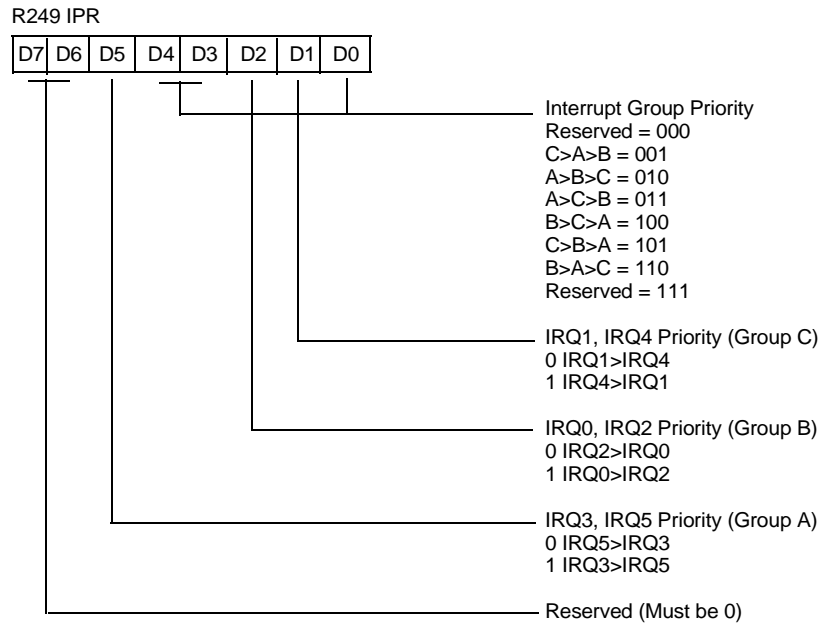 R249 IPR
D7 D6 D5 D4 D3 D2 D1 D0
Interrupt Group Priority
Reserved = 000
C>A>B = 001
A>B>C = 010
A>C>B = 011
B>C>A = 100
C>B>A = 101
B>A>C = 110
Reserved = 111
IRQ1, IRQ4 Priority (Group C)
0 IRQ1>IRQ4
1 IRQ4>IRQ1
IRQ0, IRQ2 Priority (Group B)
0 IRQ2>IRQ0
1 IRQ0>IRQ2
IRQ3, IRQ5 Priority (Group A)
0 IRQ5>IRQ3
1 IRQ3>IRQ5
Reserved (Must be 0)